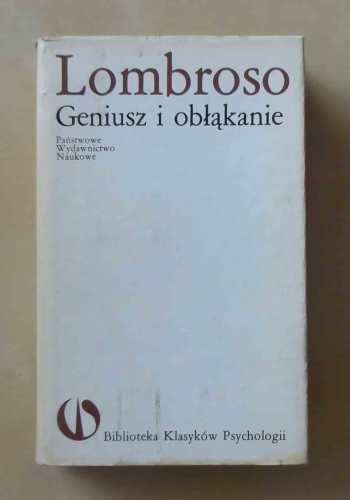 Lombroso
Geniusz i obłąkanie
Państwowe
Wydawnictwo
Naukowe
Biblioteka Klasyków Psychologii